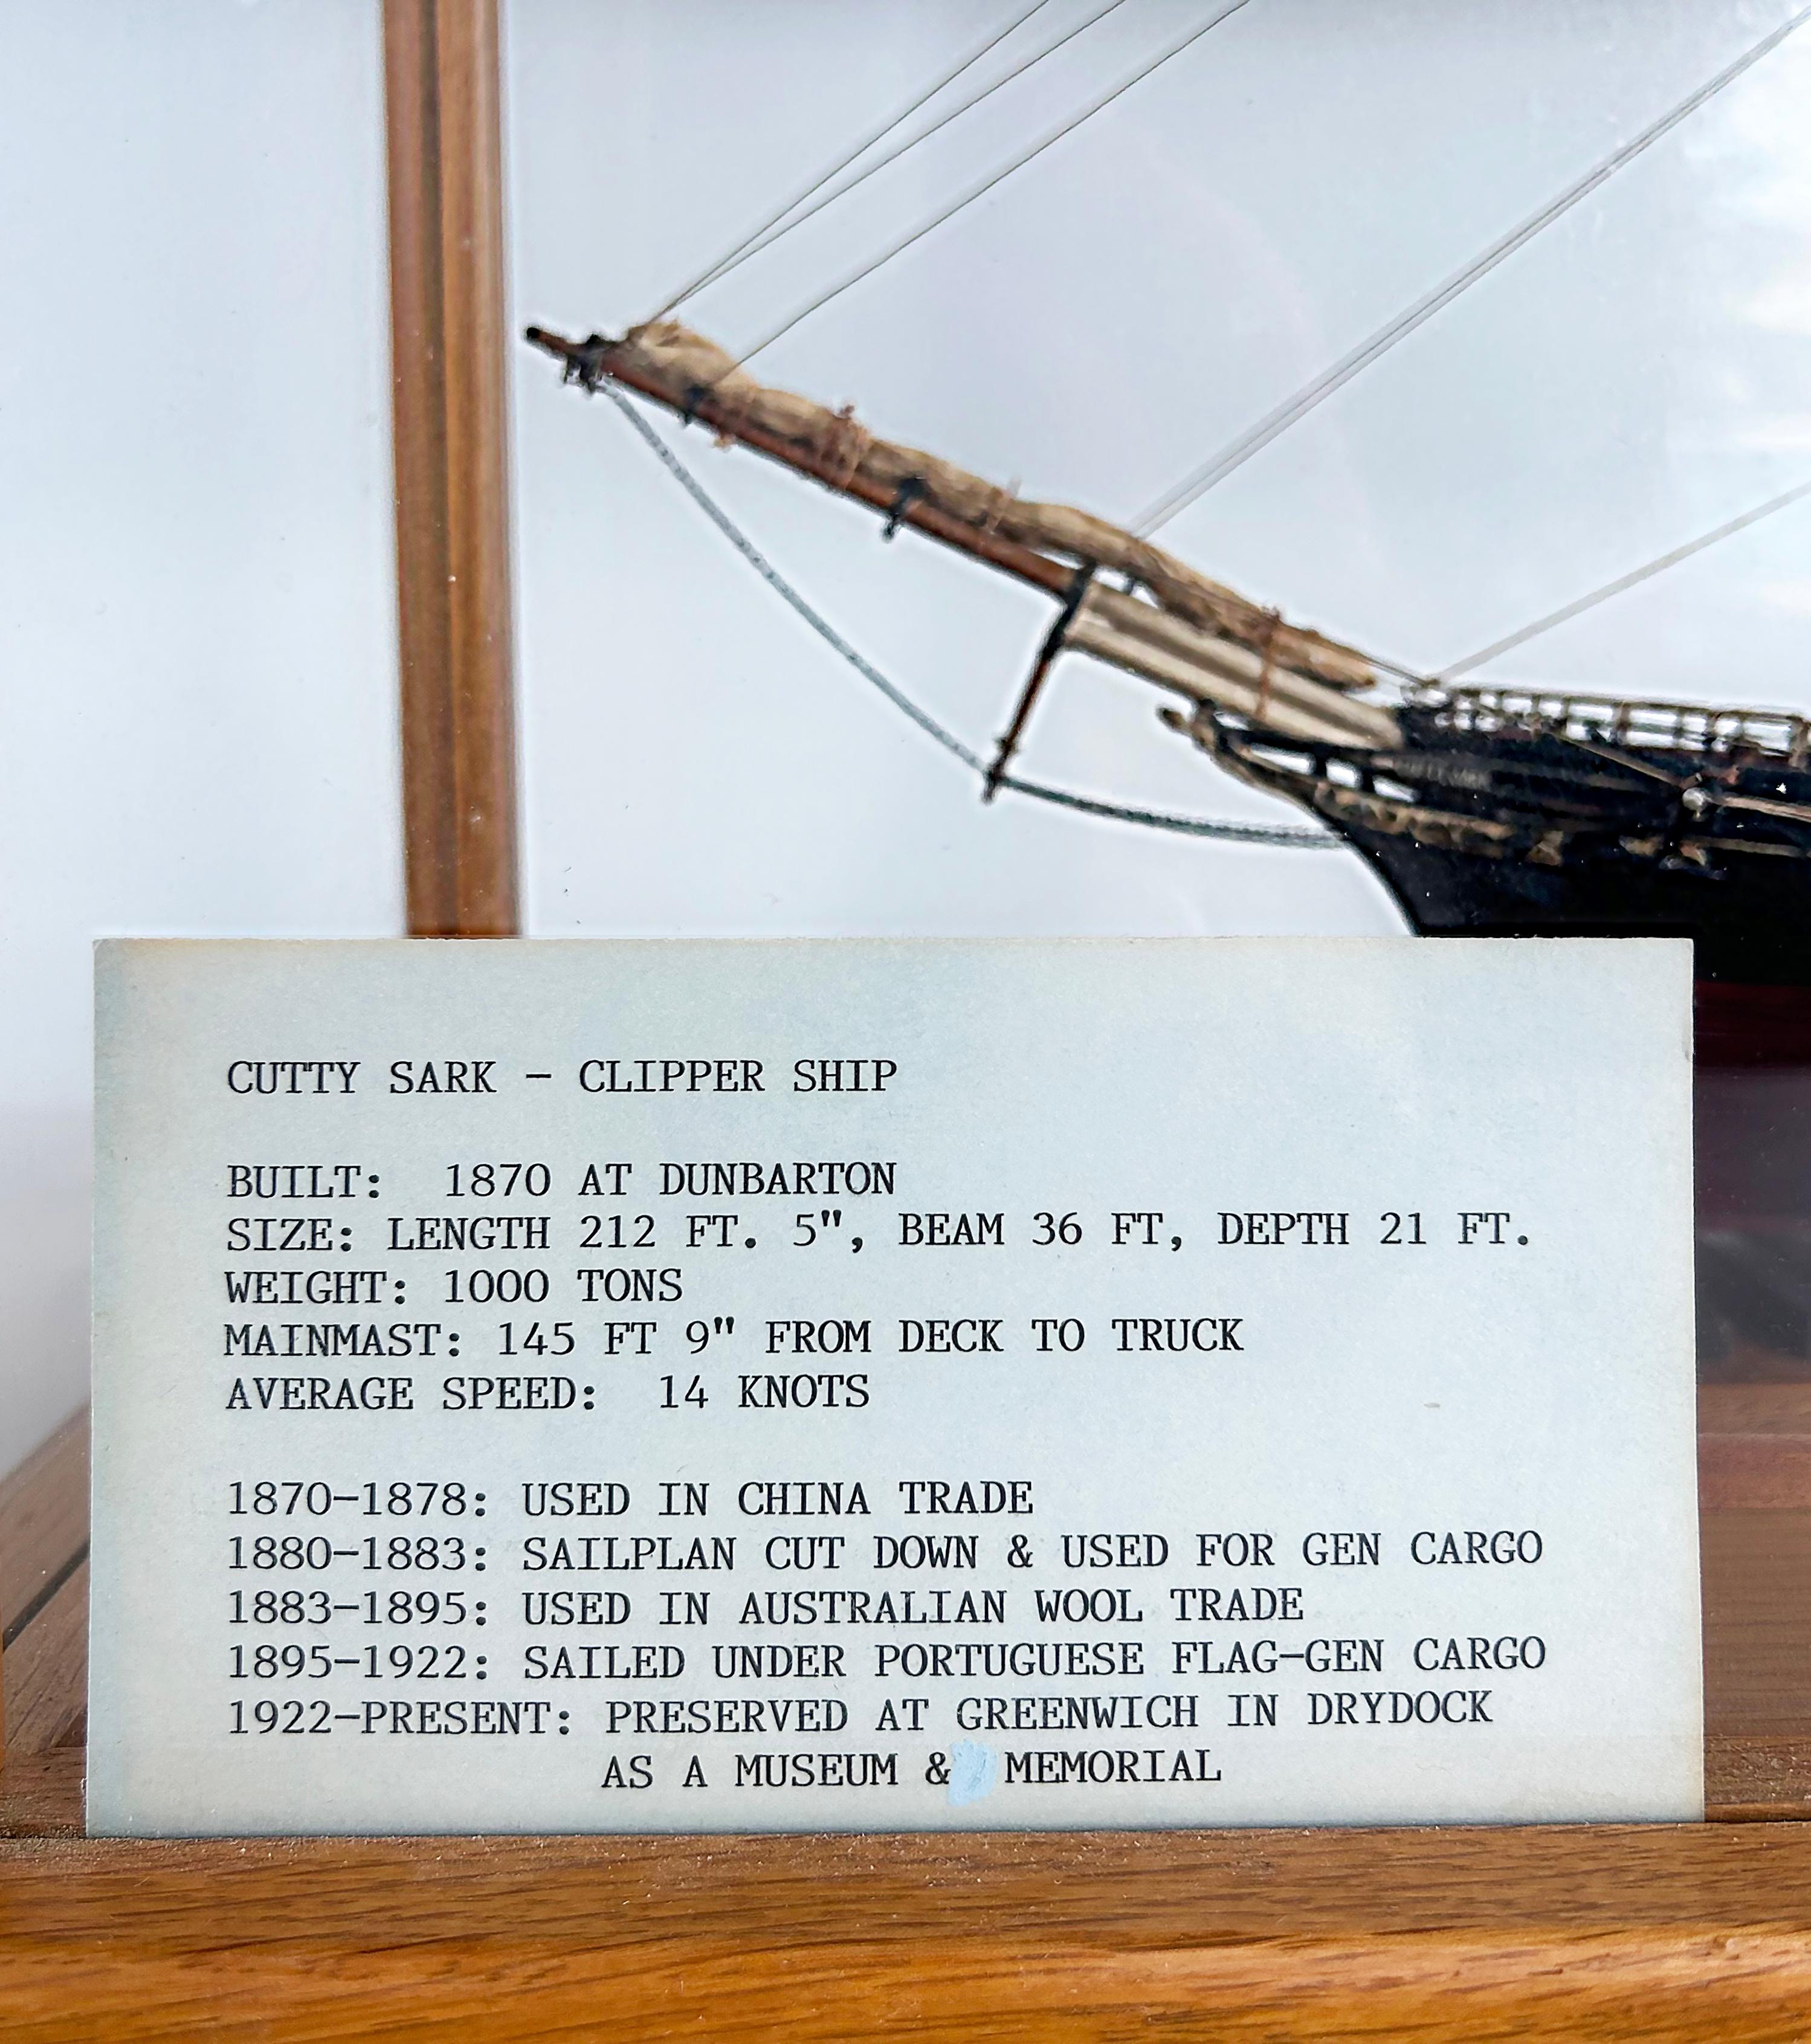 CUTTY SARK - CLIPPER SHIP
BUILT: 1870 AT DUNBARTON
SIZE: LENGTH 212 FT. 5", BEAM 36 FT, DEPTH 21 FT.
WEIGHT: 1000 TONS
MAINMAST: 145 FT 9" FROM DECK TO TRUCK
AVERAGE SPEED: 14 KNOTS
1870-1878: USED IN CHINA TRADE
1880-1883: SAILPLAN CUT DOWN & USED FOR GEN CARGO
1883-1895: USED IN AUSTRALIAN WOOL TRADE
1895-1922: SAILED UNDER PORTUGUESE FLAG-GEN CARGO
1922-PRESENT: PRESERVED AT GREENWICH IN DRYDOCK
AS A MUSEUM & MEMORIAL